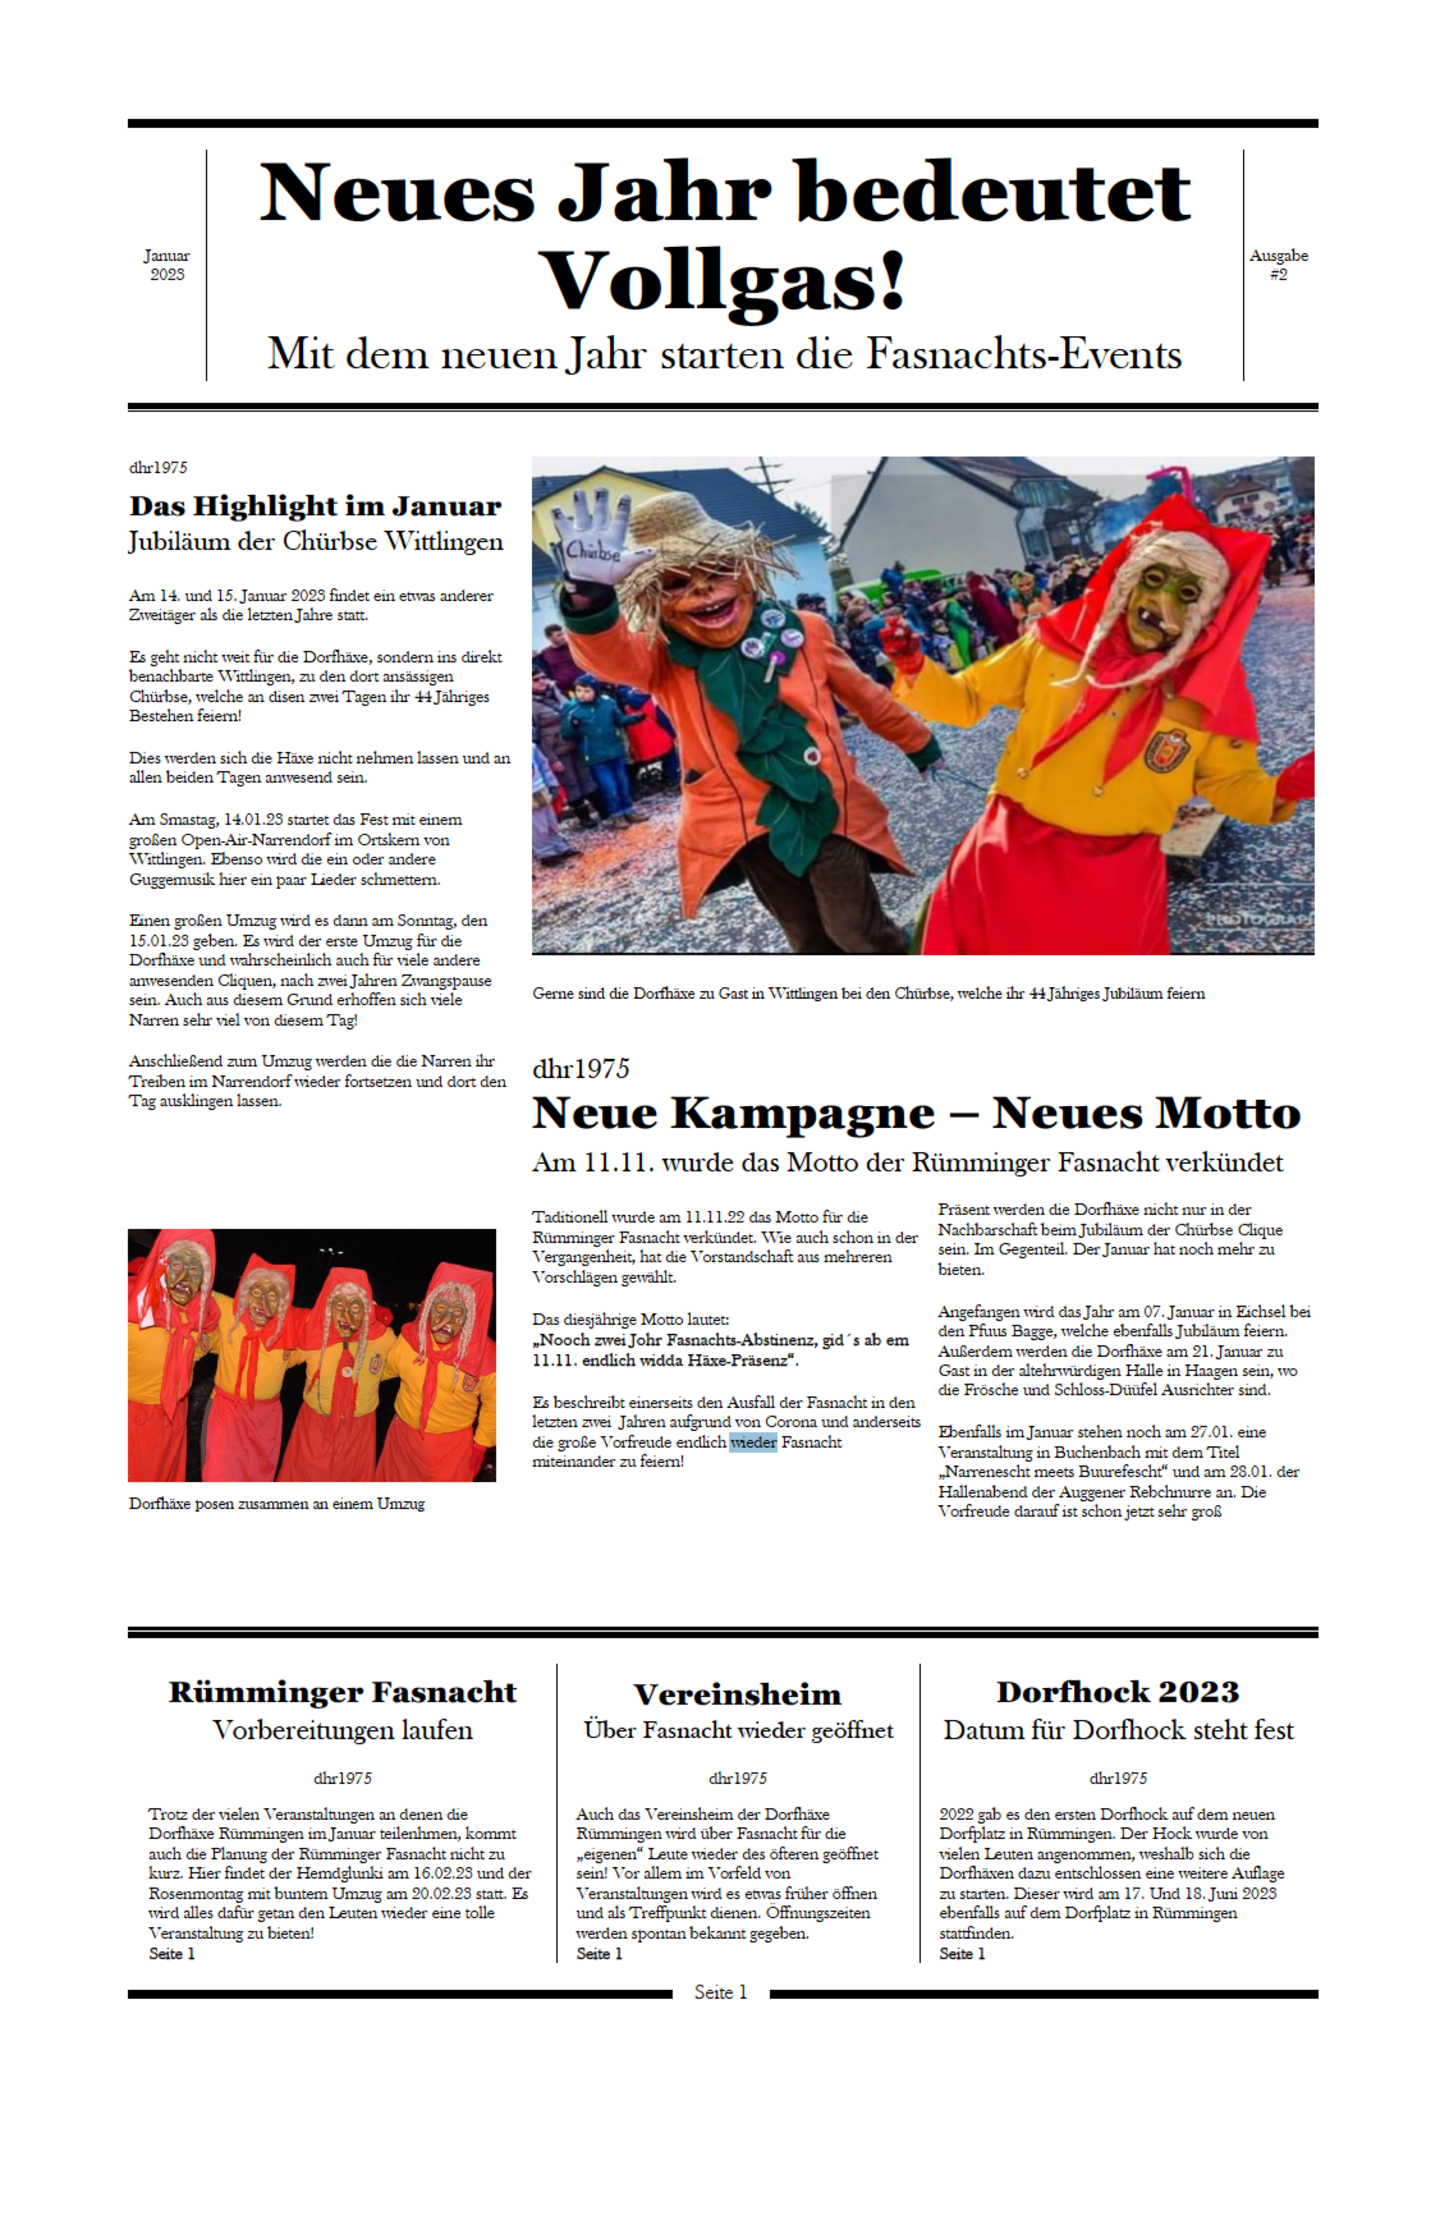 Januar
2023
Neues Jahr bedeutet
Vollgas!
Mit dem neuen Jahr starten die Fasnachts-Events
Ausgabe
#2
dhr1975
Das Highlight im Januar
Jubiläum der Chürbse Wittlingen
Am 14. und 15. Januar 2023 findet ein etwas anderer
Zweitäger als die letzten Jahre statt.
Es geht nicht weit für die Dorfhäxe, sondern ins direkt
benachbarte Wittlingen, zu den dort ansässigen
Chürbse, welche an disen zwei Tagen ihr 44 Jähriges
Bestehen feiern!
Dies werden sich die Häxe nicht nehmen lassen und an
allen beiden Tagen anwesend sein.
Am Smastag, 14.01.23 startet das Fest mit einem
großen Open-Air-Narrendorf im Ortskern von
Wittlingen. Ebenso wird die ein oder andere
Guggemusik hier ein paar Lieder schmettern.
Einen großen Umzug wird es dann am Sonntag, den
15.01.23 geben. Es wird der erste Umzug für die
Dorfhäxe und wahrscheinlich auch für viele andere
anwesenden Cliquen, nach zwei Jahren Zwangspause
sein. Auch aus diesem Grund erhoffen sich viele
Narren sehr viel von diesem Tag!
Anschließend zum Umzug werden die die Narren ihr
Treiben im Narrendorf wieder fortsetzen und dort den
Tag ausklingen lassen.
Dorfhäxe posen zusammen an einem Umzug
Chürbse
Gerne sind die Dorfhäxe zu Gast in Wittlingen bei den Chürbse, welche ihr 44 Jähriges Jubiläum feiern
dhr1975
Neue Kampagne – Neues Motto
Am 11.11. wurde das Motto der Rümminger Fasnacht verkündet
Taditionell wurde am 11.11.22 das Motto für die
Rümminger Fasnacht verkündet. Wie auch schon in der
Vergangenheit, hat die Vorstandschaft aus mehreren
Vorschlägen gewählt.
Das diesjährige Motto lautet:
„Nooch zwei Johr Fasnachts-Abstinenz, gid´s ab em
11.11. endlich widda Häxe-Präsenz“.
Es beschreibt einerseits den Ausfall der Fasnacht in den
letzten zwei Jahren aufgrund von Corona und anderseits
die große Vorfreude endlich wieder Fasnacht
miteinander zu feiern!
Präsent werden die Dorfhäxe nicht nur in der
Nachbarschaft beim Jubiläum der Chürbse Clique
sein. Im Gegenteil. Der Januar hat noch mehr zu
bieten.
Angefangen wird das Jahr am 07. Januar in Eichsel bei
den Pfuus Bagge, welche ebenfalls Jubiläum feiern.
Außerdem werden die Dorfhäxe am 21. Januar zu
Gast in der altehrwürdigen Halle in Haagen sein, wo
die Frösche und Schloss-Düüfel Ausrichter sind.
Ebenfalls im Januar stehen noch am 27.01. eine
Veranstaltung in Buchenbach mit dem Titel
„Narrenescht meets Buurefescht“ und am 28.01. der
Hallenabend der Auggener Rebchnurre an. Die
Vorfreude darauf ist schon jetzt sehr groß
Rümminger Fasnacht
Vorbereitungen laufen
dhr1975
Trotz der vielen Veranstaltungen an denen die
Dorfhäxe Rümmingen im Januar teilenhmen, kommt
auch die Planung der Rümminger Fasnacht nicht zu
kurz. Hier findet der Hemdglunki am 16.02.23 und der
Rosenmontag mit buntem Umzug am 20.02.23 statt. Es
wird alles dafür getan den Leuten wieder eine tolle
Veranstaltung zu bieten!
Seite 1
Vereinsheim
Über Fasnacht wieder geöffnet
dhr1975
Auch das Vereinsheim der Dorfhäxe
Rümmingen wird über Fasnacht für die
„eigenen“ Leute wieder des öfteren geöffnet
sein! Vor allem im Vorfeld von
Veranstaltungen wird es etwas früher öffnen
und als Treffpunkt dienen. Öffnungszeiten
werden spontan bekannt gegeben.
Seite 1
Dorfhock 2023
Datum für Dorfhock steht fest
dhr1975
2022 gab es den ersten Dorfhock auf dem neuen
Dorfplatz in Rümmingen. Der Hock wurde von
vielen Leuten angenommen, weshalb sich die
Dorfhäxen dazu entschlossen eine weitere Auflage
zu starten. Dieser wird am 17. Und 18. Juni 2023
ebenfalls auf dem Dorfplatz in Rümmingen
stattfinden.
Seite 1
Seite 1